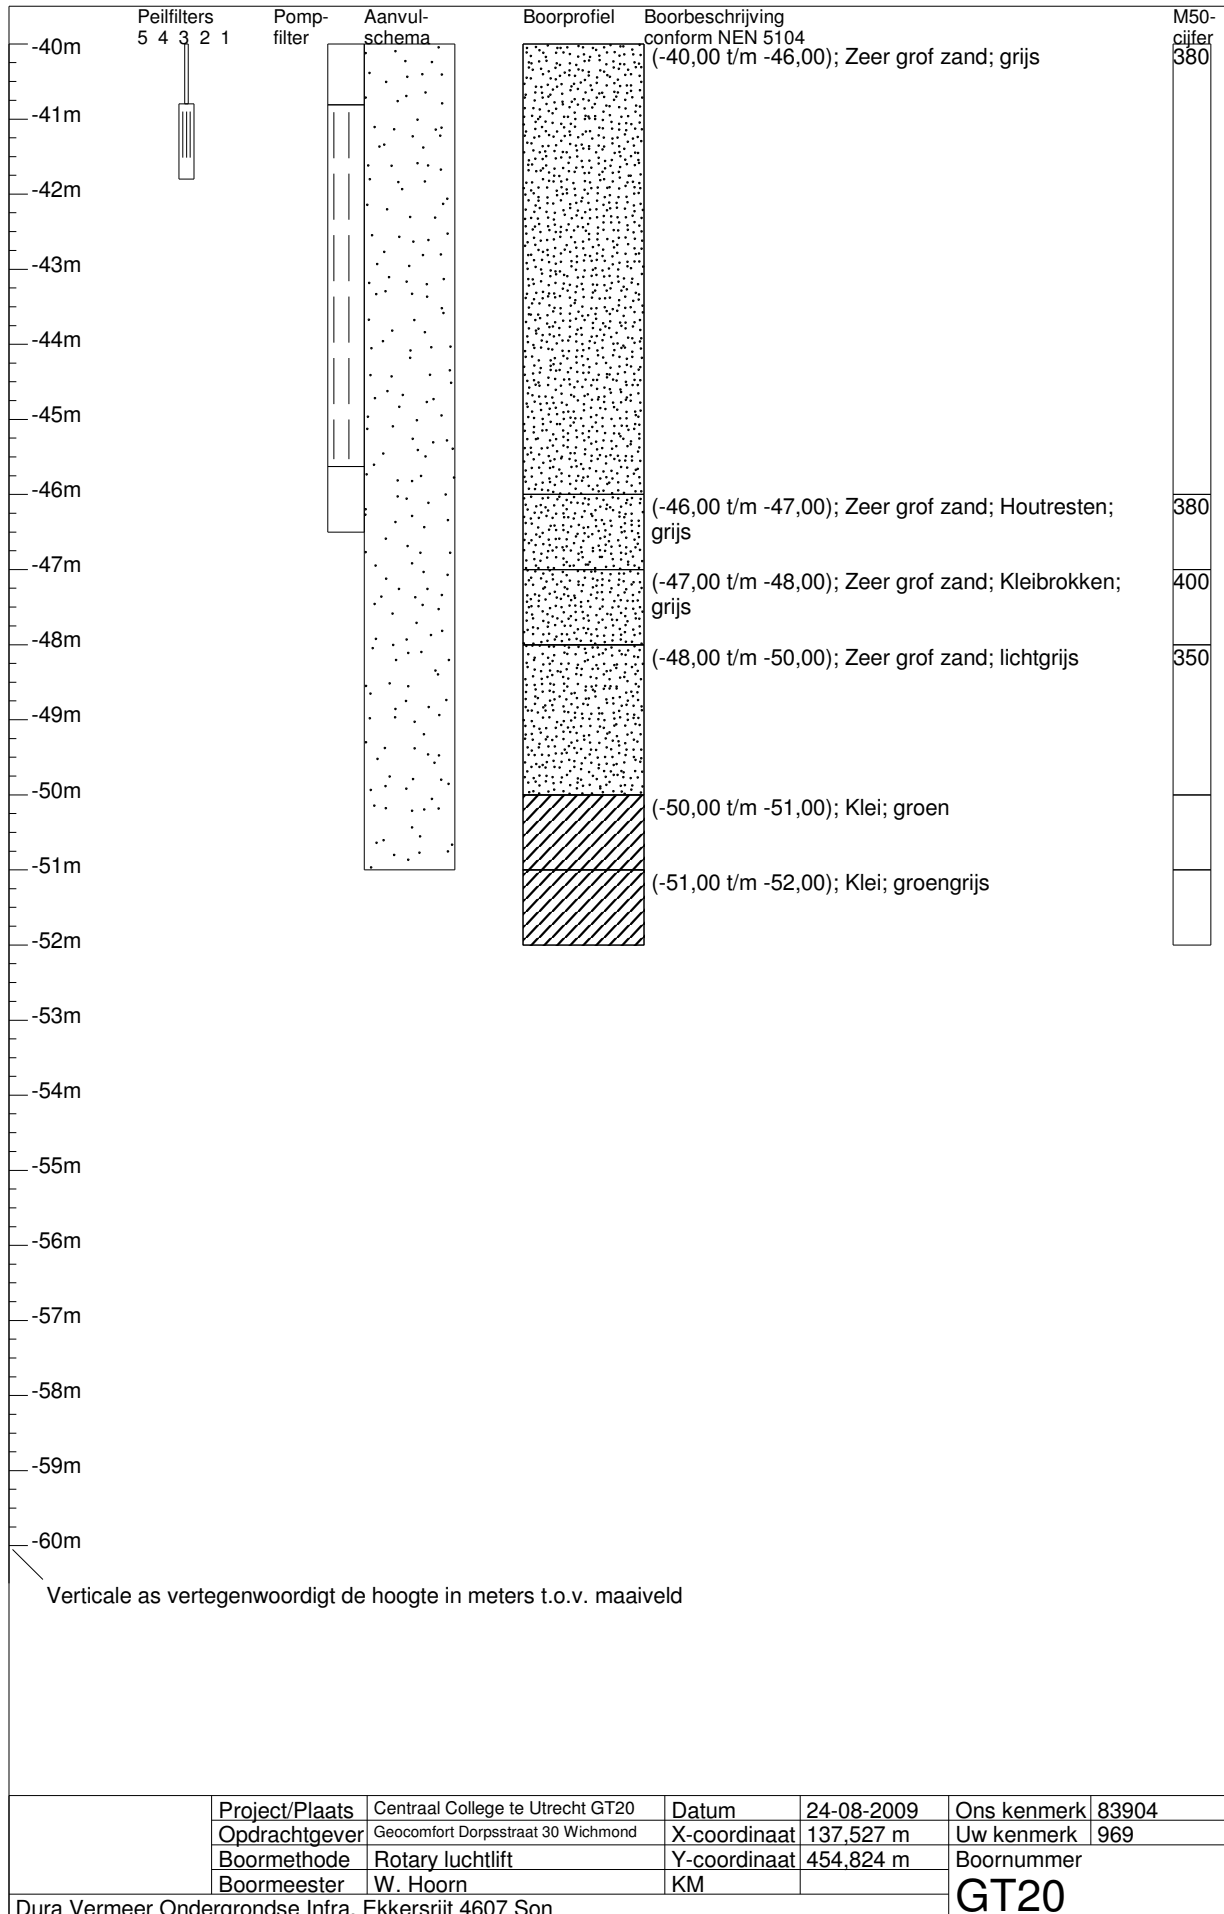 Peilfilters
5 4 3 2 1
Pomp-
filter
Aanvul-
schema
Boorprofiel
Boorbeschrijving
conform NEN 5104
M50-
cijfer
-40m
(-40,00 t/m -46,00); Zeer grof zand; grijs
380
-41m
-42m
-43m
-44m
-45m
-46m
(-46,00 t/m -47,00); Zeer grof zand; Houtresten;
grijs
380
-47m
(-47,00 t/m -48,00); Zeer grof zand; Kleibrokken;
grijs
400
-48m
(-48,00 t/m -50,00); Zeer grof zand; lichtgrijs
350
-49m
-50m
(-50,00 t/m -51,00); Klei; groen
-51m
(-51,00 t/m -52,00); Klei; groengrijs
-52m
-53m
-54m
-55m
-56m
-57m
-58m
-59m
-60m
Verticale as vertegenwoordigt de hoogte in meters t.o.v. maaiveld
Project/Plaats Centraal College te Utrecht GT20 Datum 24-08-2009 Ons kenmerk 83904
Opdrachtgever Geocomfort Dorpsstraat 30 Wichmond X-coordinaat 137,527 m Uw kenmerk 969
Boormethode Rotary luchtlift Y-coordinaat 454,824 m Boornummer
Boormeester W. Hoorn KM GT20
Dura Vermeer Ondergrondse Infra, Ekkersrijt 4607 Son